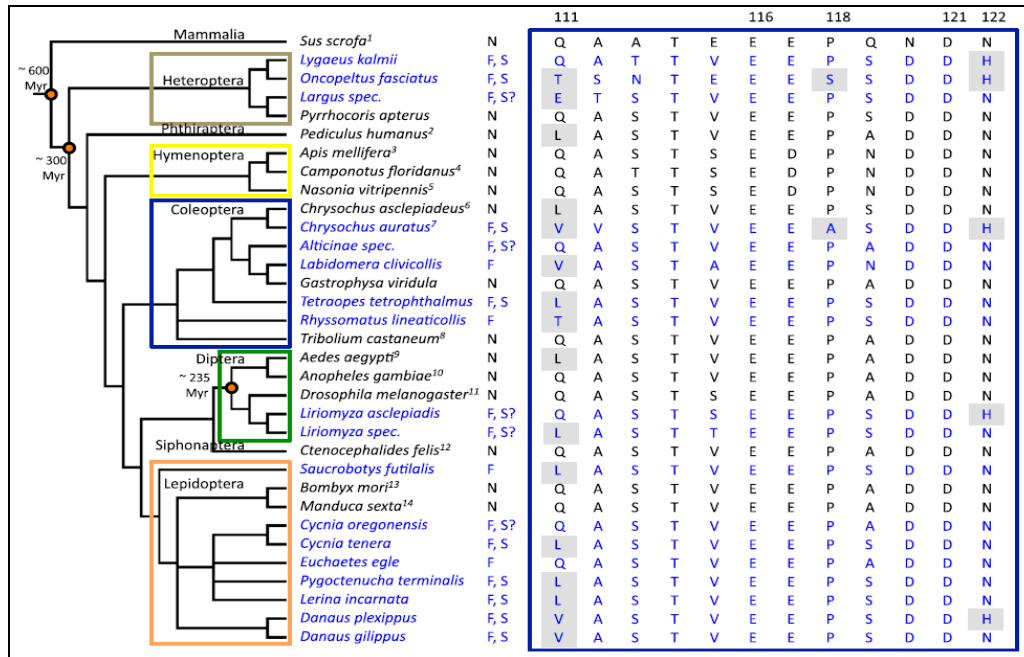 111 116 118 121 122
Mammalia Sus scrofa1 N Q A A T E E E P Q N D N
Lygaeus kalmii F, S Q A T T V E E P S D D H
~ 600 Myr Heteroptera Oncopeltus fasciatus F, S T S N T E E E S S D D H
Largus spec. F, S? E T S T V E E P S D D N
Pyrrhocoris apterus N Q A S T V E E P S D D N
Phthiraptera Pediculus humanus2 N L A S T V E E P A D D N
~ 300 Myr Hymenoptera Apis mellifera3 N Q A S T S E D P N D D N
Camponotus floridanus4 N Q A T T S E D P N D D N
Nasonia vitripennis5 N Q A S T S E D P N D D N
Coleoptera Chrysochus asclepiadeus6 N L A S T V E E P S D D N
Chrysochus auratus7 F, S V V S T V E E A S D D H
Alticinae spec. F, S? Q A S T V E E P A D D N
Labidomera clivicollis F V A S T A E E P N D D N
Gastrophysa viridula N Q A S T V E E P A D D N
Tetraopes tetrophthalmus F, S L A S T V E E P S D D N
Rhyssomatus lineaticollis F T A S T V E E P S D D N
Tribolium castaneum8 N Q A S T V E E P A D D N
Diptera Aedes aegypti9 N L A S T V E E P A D D N
~ 235 Myr Anopheles gambiae10 N Q A S T V E E P A D D N
Drosophila melanogaster11 N Q A S T S E E P A D D N
Liriomyza asclepiadis F, S? Q A S T S E E P S D D H
Liriomyza spec. F, S? L A S T T E E P S D D N
Siphonaptera Ctenocephalides felis12 N Q A S T V E E P A D D N
Saucrobotys futilalis F L A S T V E E P S D D N
Lepidoptera Bombyx mori13 N Q A S T V E E P A D D N
Manduca sexta14 N Q A S T V E E P A D D N
Cycnia oregonensis F, S? Q A S T V E E P A D D N
Cycnia tenera F, S L A S T V E E P S D D N
Euchaetes egle F Q A S T V E E P A D D N
Pygoctenucha terminalis F, S L A S T V E E P S D D N
Lerina incarnata F, S L A S T V E E P S D D N
Danaus plexippus F, S V A S T V E E P S D D H
Danaus gilippus F, S V A S T V E E P S D D N